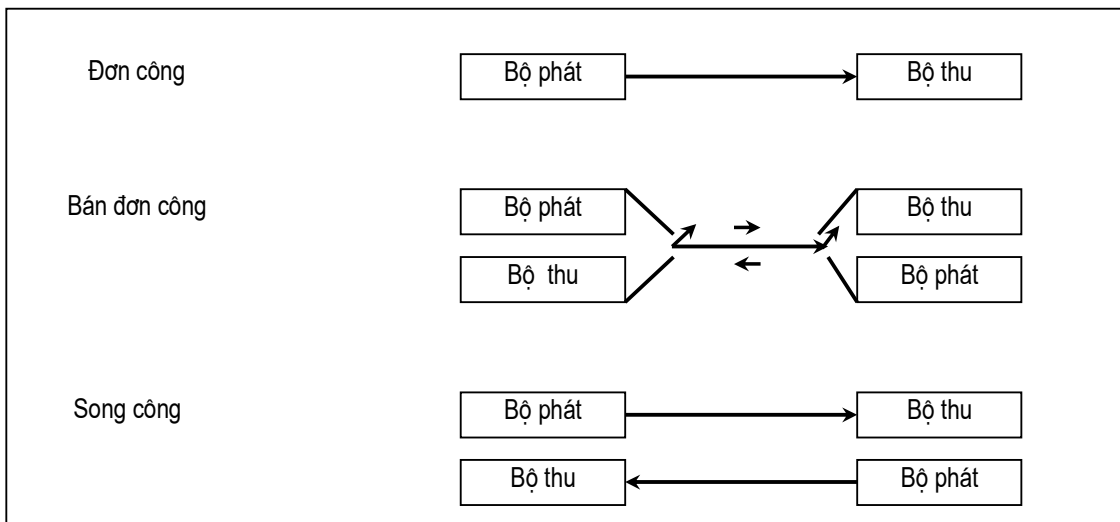 Đơn công Bộ phát Bộ thu
Bán đơn công Bộ phát Bộ thu
Bộ thu Bộ phát
Song công Bộ phát Bộ thu
Bộ thu Bộ phát